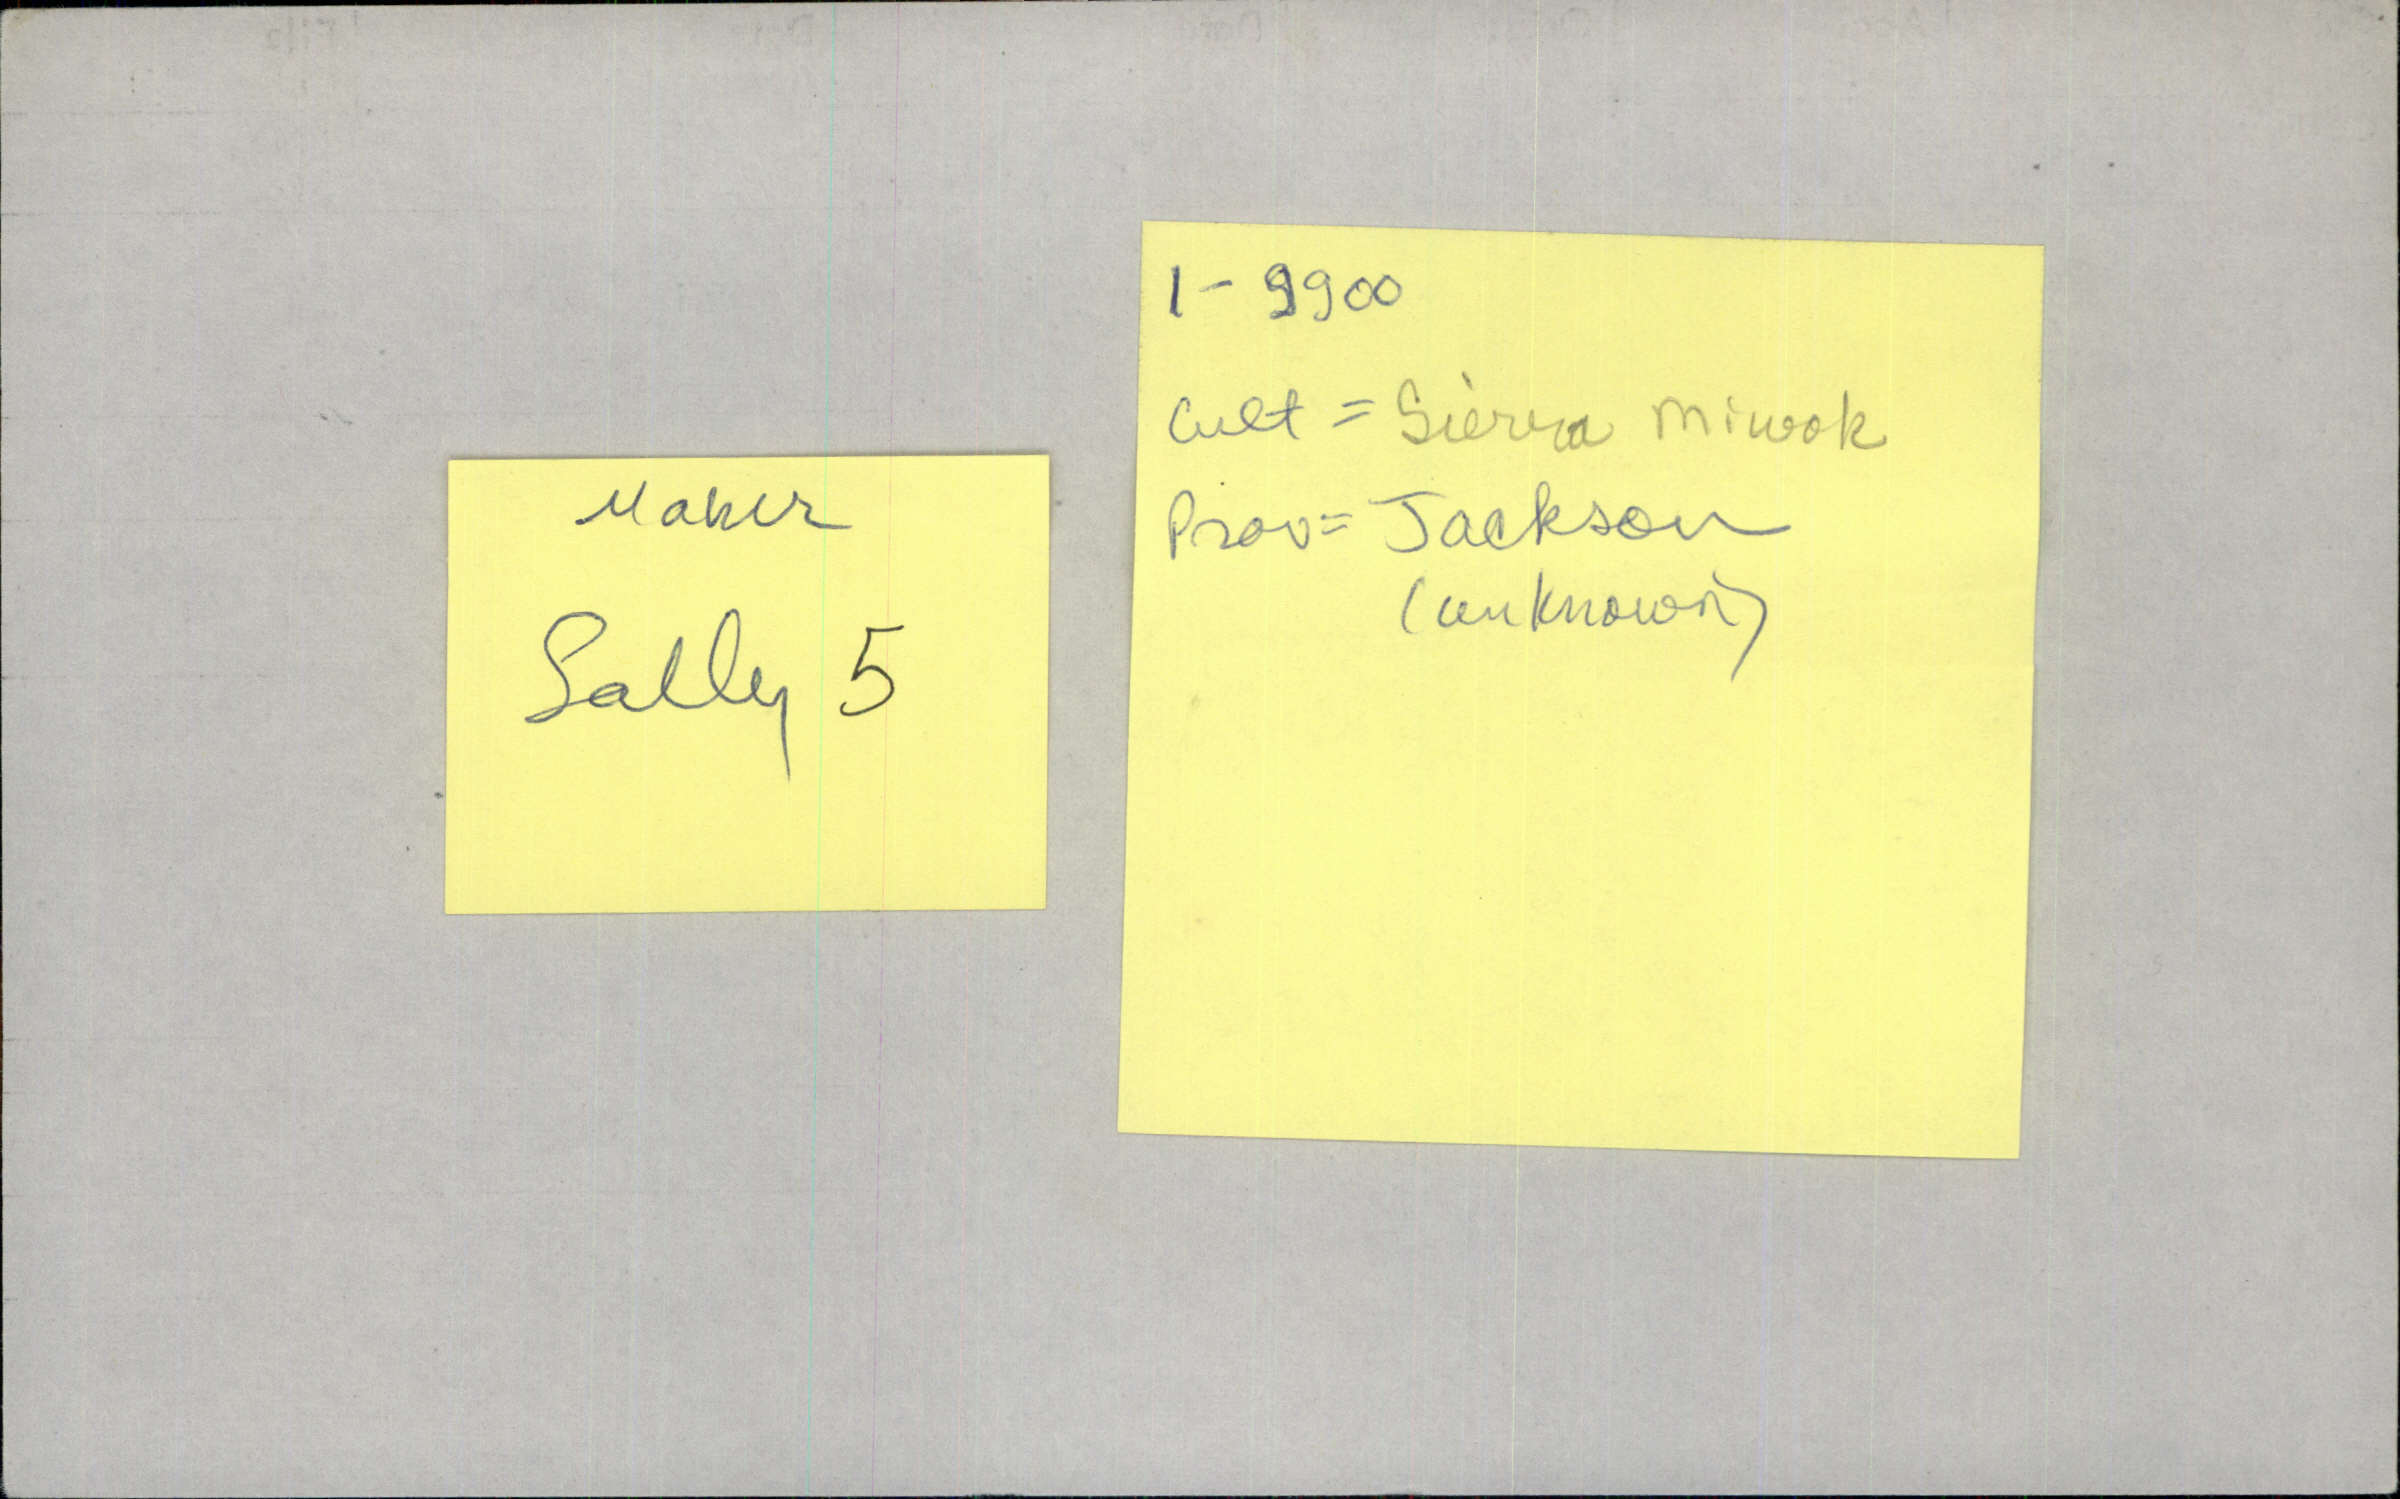 Maker
Sally 5
1-9900
Cult = Sierra Miwok
Prov = Jackson
(unknown)